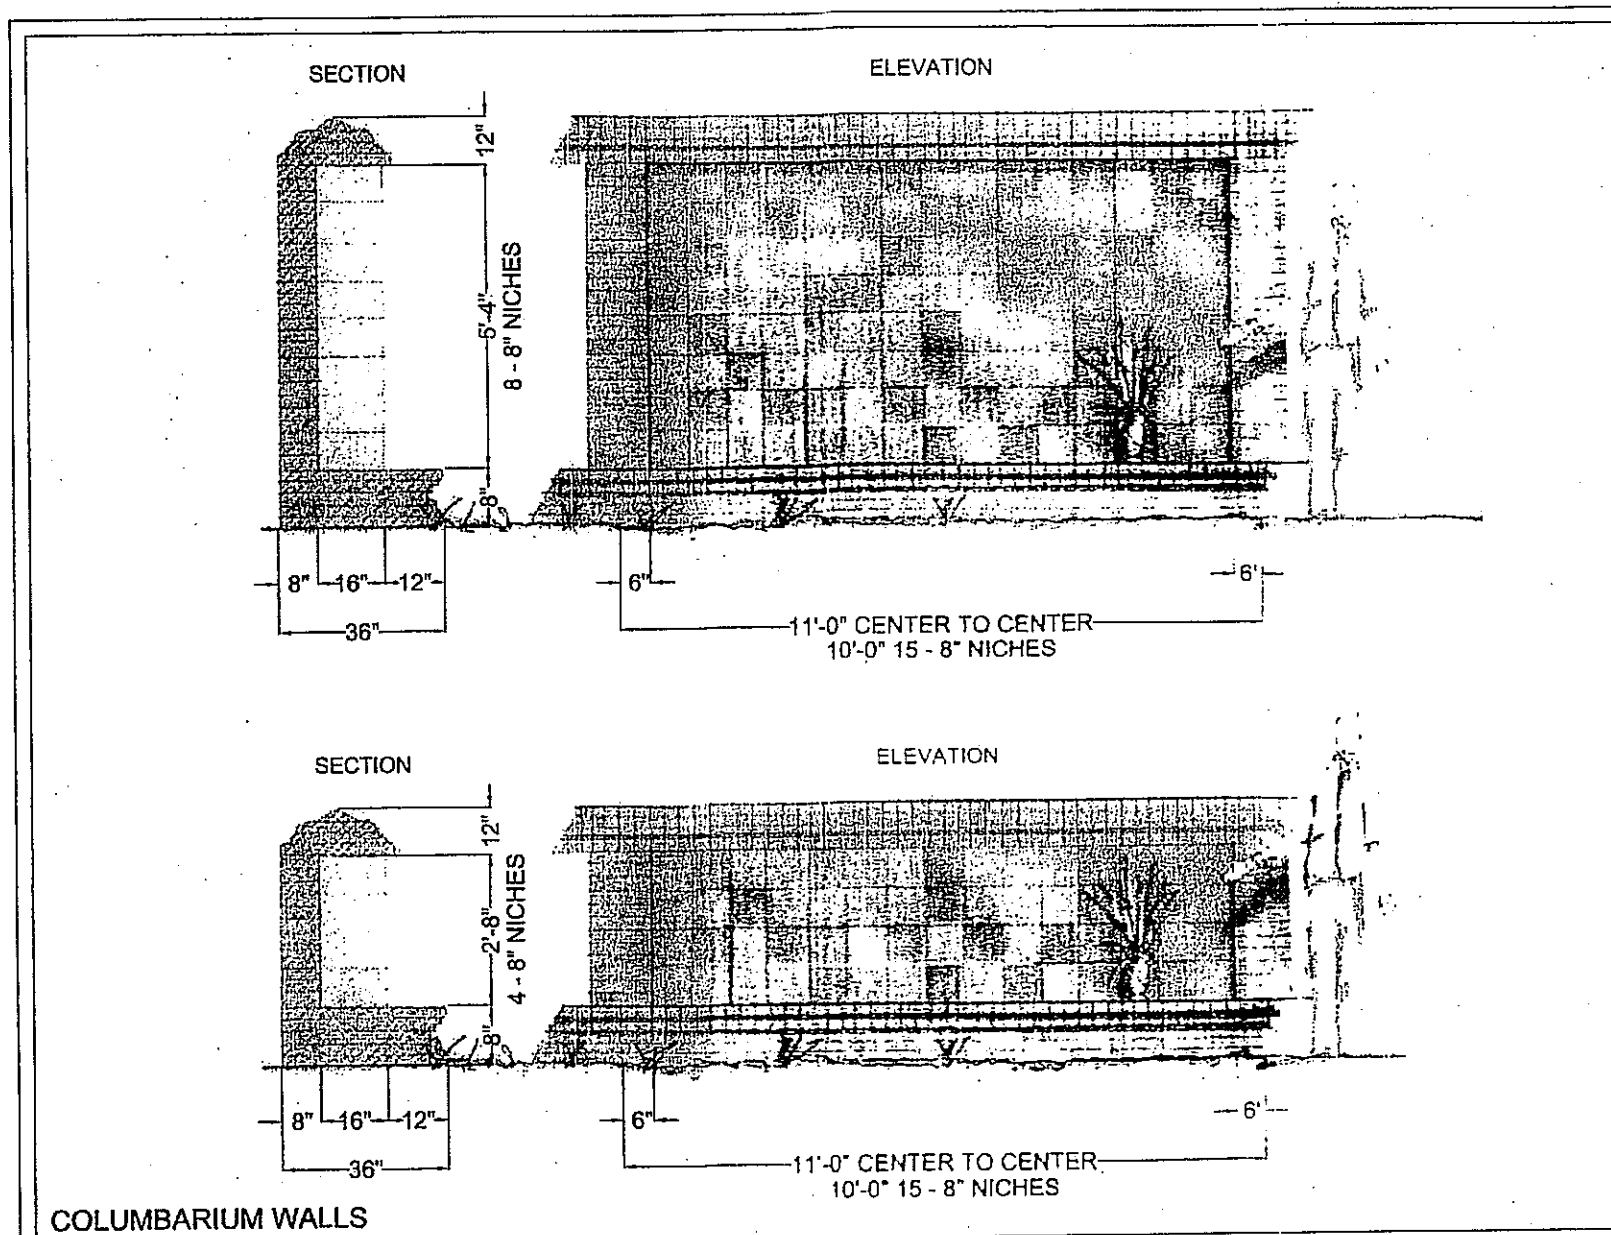 SECTION
ELEVATION
12"
5'-4"
8 - 8" NICHES
8"
8"
16"
12"
36"
6"
6'
11'-0" CENTER TO CENTER
10'-0" 15 - 8" NICHES
SECTION
ELEVATION
12"
2'-8"
4 - 8" NICHES
8"
8"
16"
12"
36"
6"
6'
11'-0" CENTER TO CENTER
10'-0" 15 - 8" NICHES
COLUMBARIUM WALLS